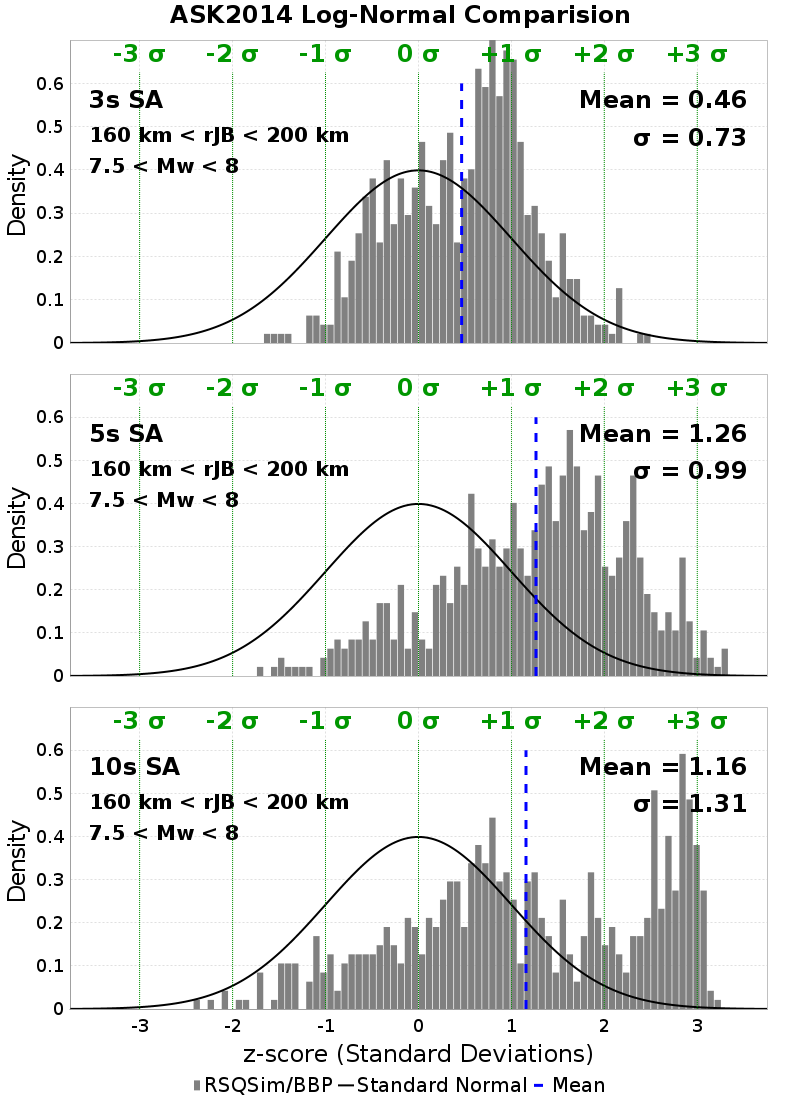 ASK2014 Log-Normal Comparision
-3 σ -2 σ -1 σ 0 σ +1 σ +2 σ +3 σ
3s SA
160 km < rJB < 200 km
7.5 < Mw < 8
Mean = 0.46
σ = 0.73
Density
0.6
0.5
0.4
0.3
0.2
0.1
0
-3 σ -2 σ -1 σ 0 σ +1 σ +2 σ +3 σ
5s SA
160 km < rJB < 200 km
7.5 < Mw < 8
Mean = 1.26
σ = 0.99
Density
0.6
0.5
0.4
0.3
0.2
0.1
0
-3 σ -2 σ -1 σ 0 σ +1 σ +2 σ +3 σ
10s SA
160 km < rJB < 200 km
7.5 < Mw < 8
Mean = 1.16
σ = 1.31
Density
0.6
0.5
0.4
0.3
0.2
0.1
0
-3 -2 -1 0 1 2 3
z-score (Standard Deviations)
RSQSim/BBP Standard Normal Mean